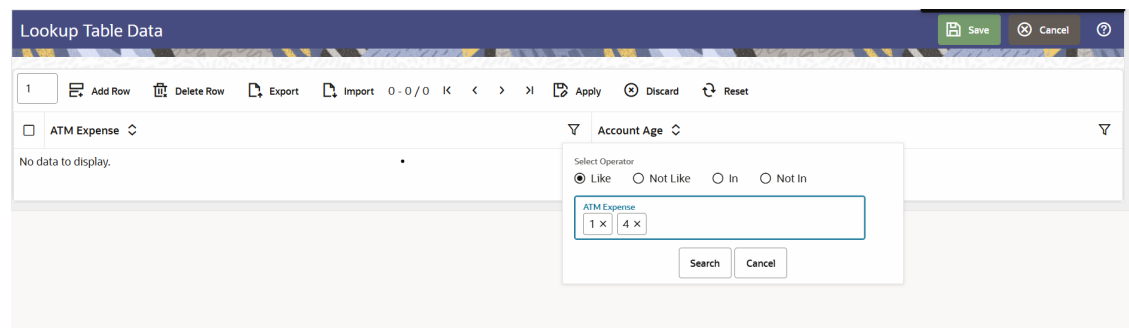 Lookup Table Data
Save
Cancel
1
Add Row
Delete Row
Export
Import
0 - 0 / 0
Apply
Discard
Reset
ATM Expense
Account Age
No data to display.
Select Operator
Like
Not Like
In
Not In
ATM Expense
1 ×
4 ×
Search
Cancel